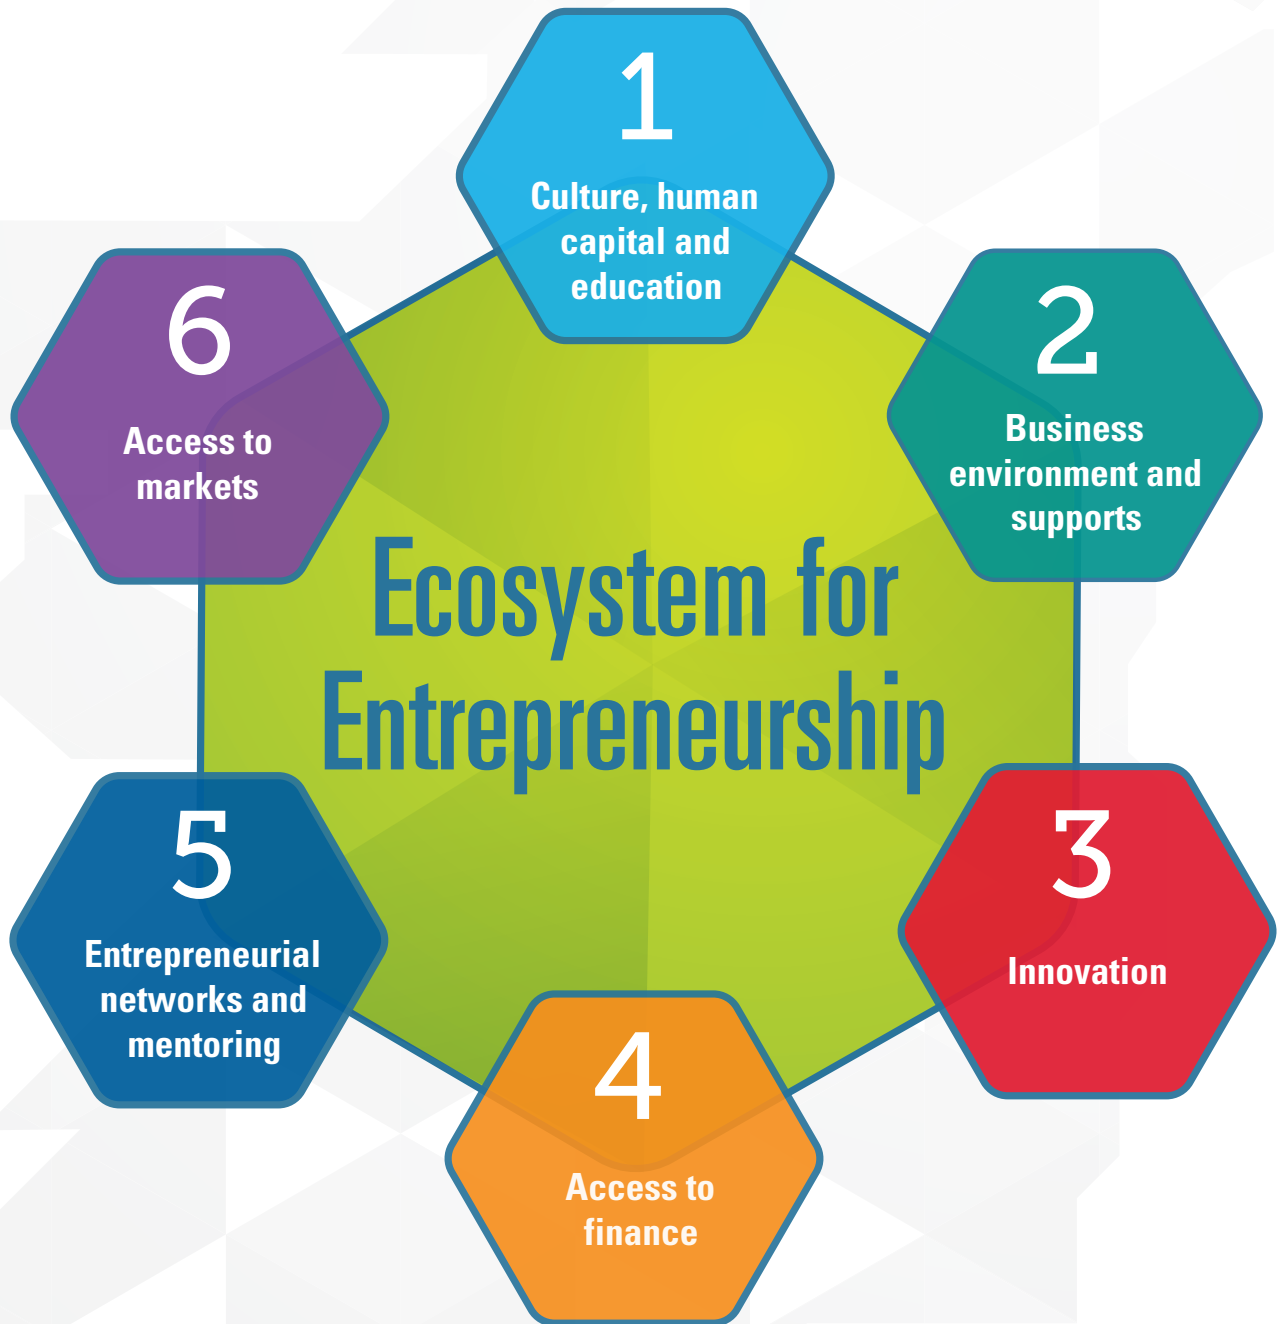 1
Culture, human
capital and
education
2
Business
environment and
supports
3
Innovation
4
Access to
finance
5
Entrepreneurial
networks and
mentoring
6
Access to
markets
Ecosystem for
Entrepreneurship